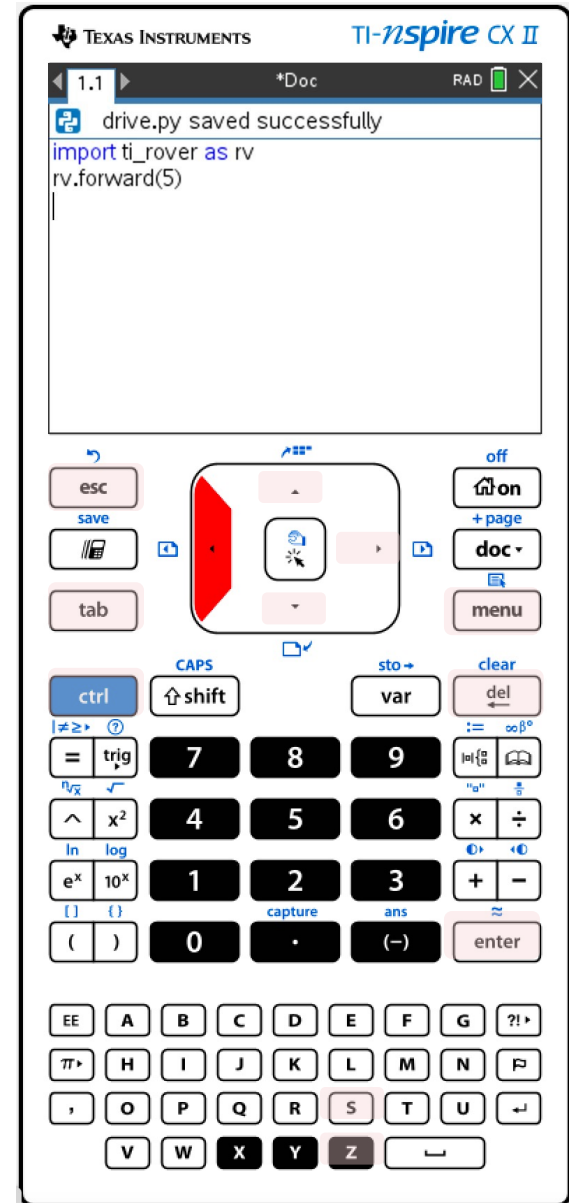 TEXAS INSTRUMENTS TI-nspire CX II
1.1 *Doc RAD
drive.py saved successfully
import ti_rover as rv
rv.forward(5)
off
esc on
save + page
doc
tab menu
CAPS sto→ clear
ctrl shift var del
|≠≥▸ ? := ∞β°
= trig 7 8 9
ⁿ√x √ "▫"
^ x² 4 5 6 × ÷
ln log
eˣ 10ˣ 1 2 3 + −
[ ] { } capture ans ≈
( ) 0 . (−) enter
EE A B C D E F G ?!▸
π▸ H I J K L M N
, O P Q R S T U ↵
V W X Y Z